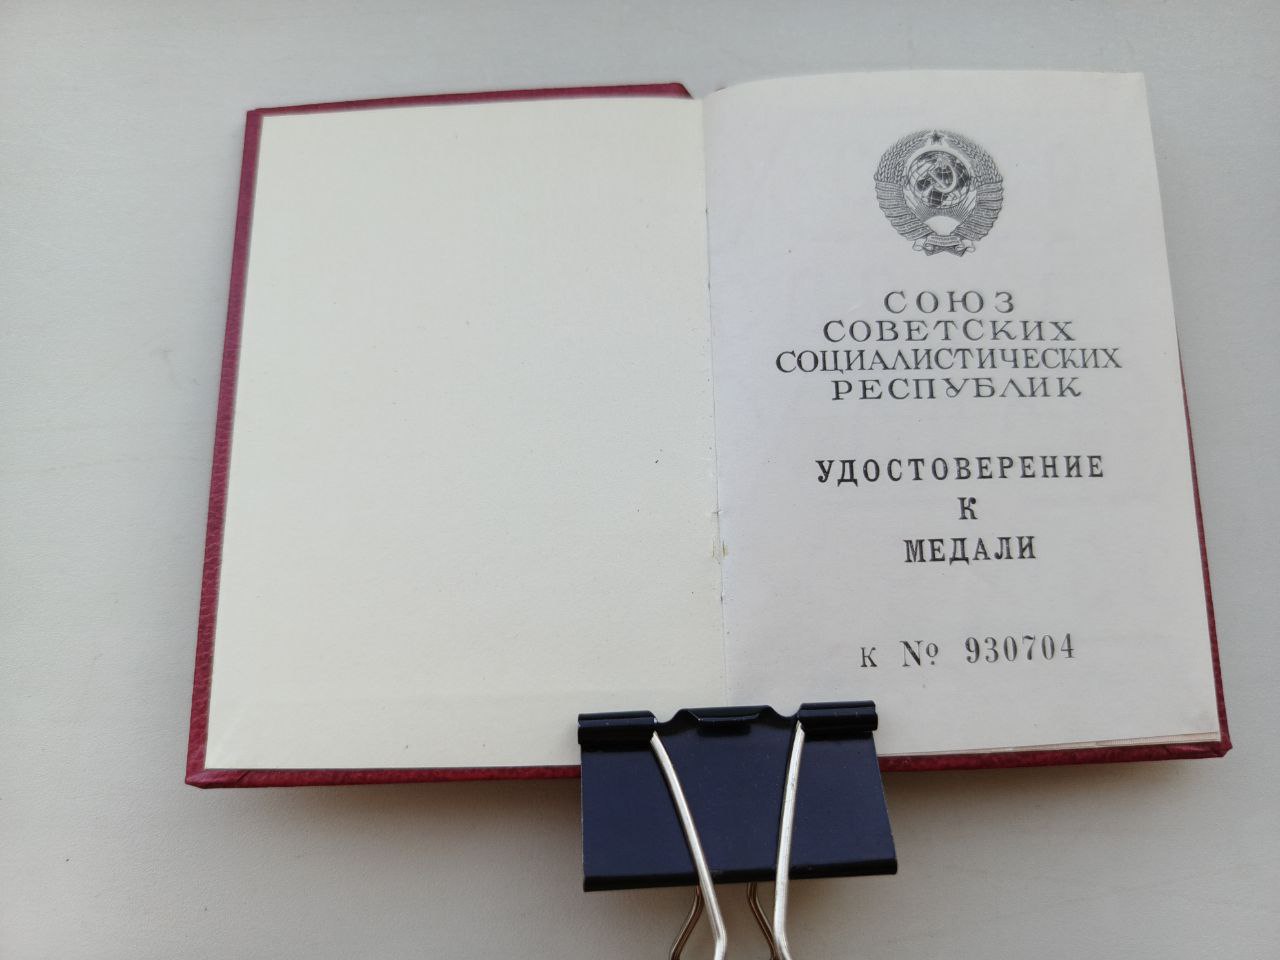 СОЮЗ
СОВЕТСКИХ
СОЦИАЛИСТИЧЕСКИХ
РЕСПУБЛИК
УДОСТОВЕРЕНИЕ
К
МЕДАЛИ
К № 930704